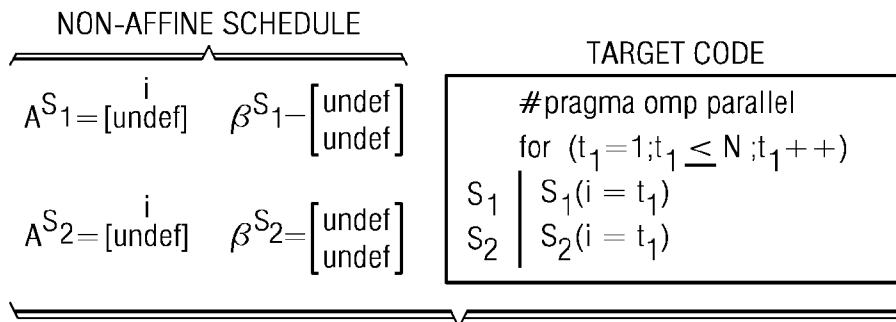 NON-AFFINE SCHEDULE
i
A^S1=[undef] β^S1–[undef
undef]
i
A^S2=[undef] β^S2=[undef
undef]
TARGET CODE
#pragma omp parallel
for (t1=1;t1 ≤ N ;t1++)
S1 | S1(i = t1)
S2 | S2(i = t1)